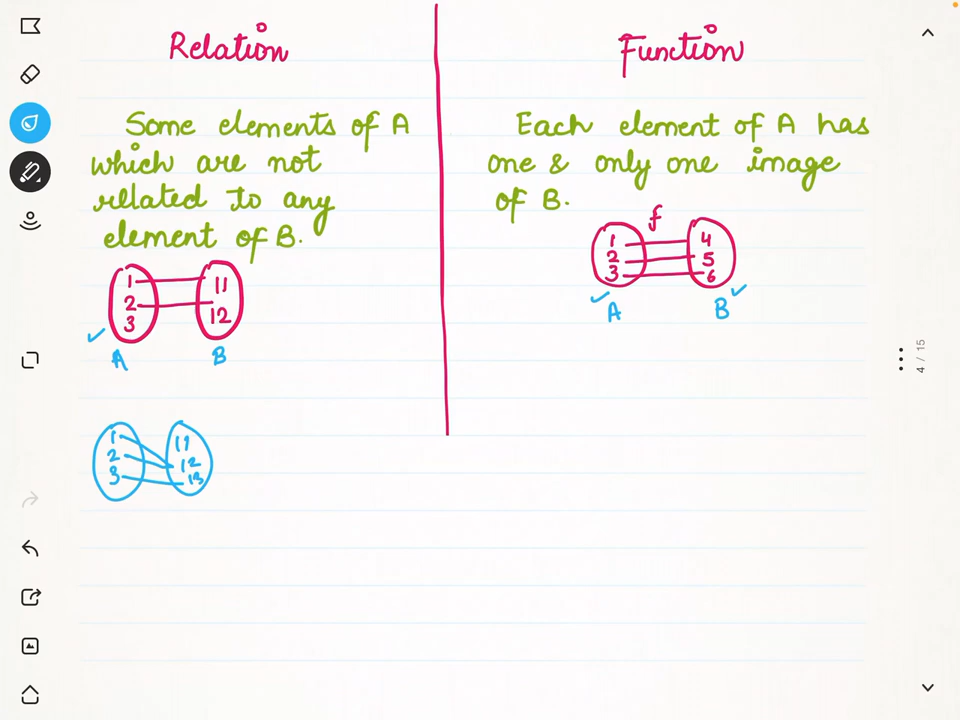 Relation
Some elements of A
which are not
related to any
element of B.
1
2
3
11
12
A
B
1
2
3
11
12
13
Function
Each element of A has
one & only one image
of B.
f
1
2
3
4
5
6
A
B
4 / 15